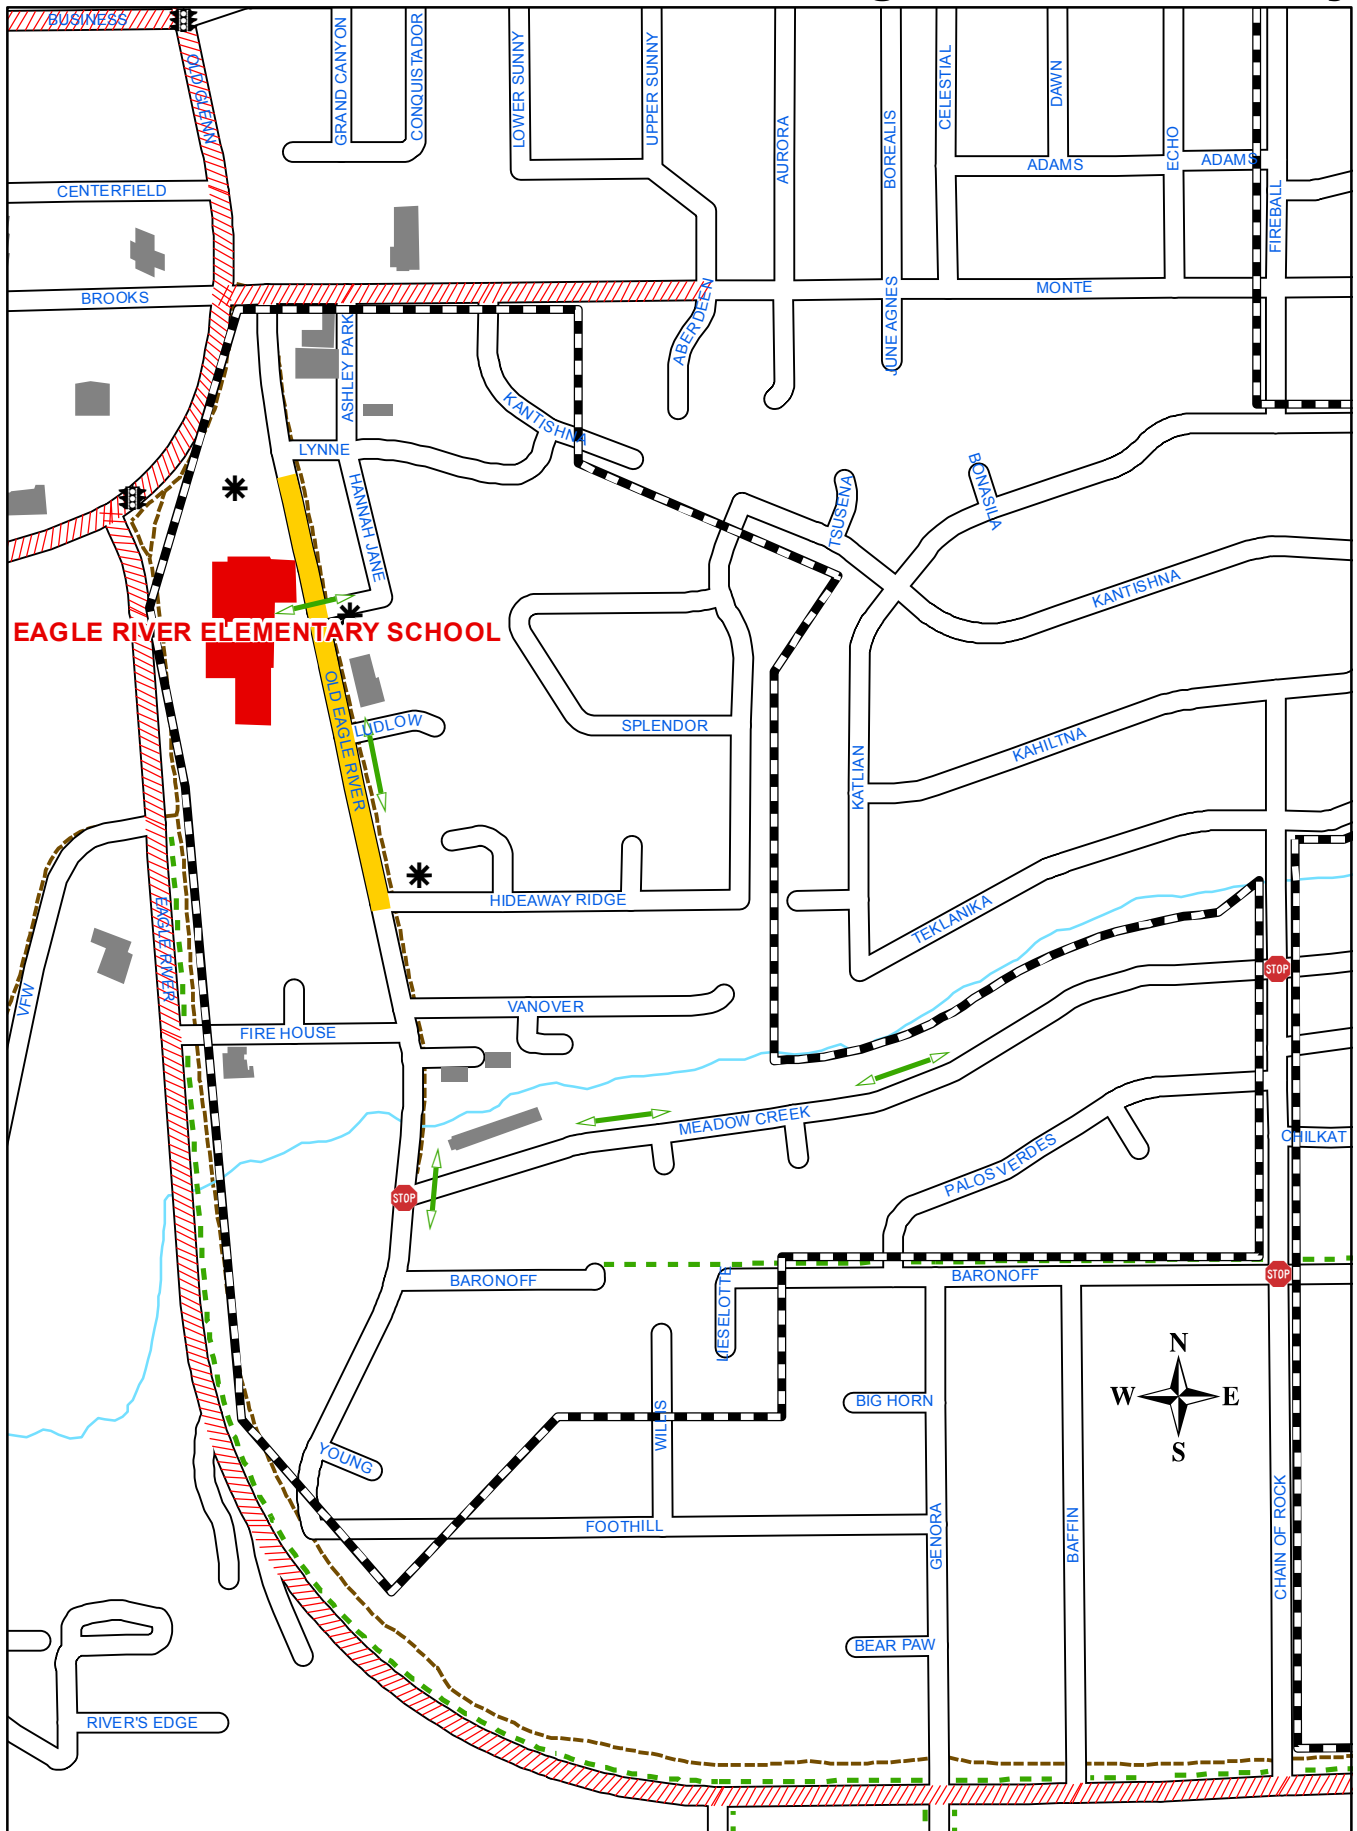 BUSINESS
OLD GLENN
GRAND CANYON
CONQUISTADOR
LOWER SUNNY
UPPER SUNNY
AURORA
BOREALIS
CELESTIAL
DAWN
ECHO
ADAMS
ADAMS
FIREBALL
CENTERFIELD
BROOKS
MONTE
ABERDEEN
JUNE AGNES
ASHLEY PARK
KANTISHNA
LYNNE
HANNAH JANE
TSUSENA
BONASILA
KANTISHNA
EAGLE RIVER ELEMENTARY SCHOOL
OLD EAGLE RIVER
LUDLOW
SPLENDOR
KATLIAN
KAHILTNA
HIDEAWAY RIDGE
TEKLANIKA
EAGLE RIVER
VFW
STOP
VANOVER
FIRE HOUSE
MEADOW CREEK
CHILKAT
PALOS VERDES
STOP
BARONOFF
LIESELOTTE
BARONOFF
STOP
N
W
E
S
BIG HORN
WILLIS
YOUNG
FOOTHILL
GENORA
BAFFIN
CHAIN OF ROCK
BEAR PAW
RIVER'S EDGE